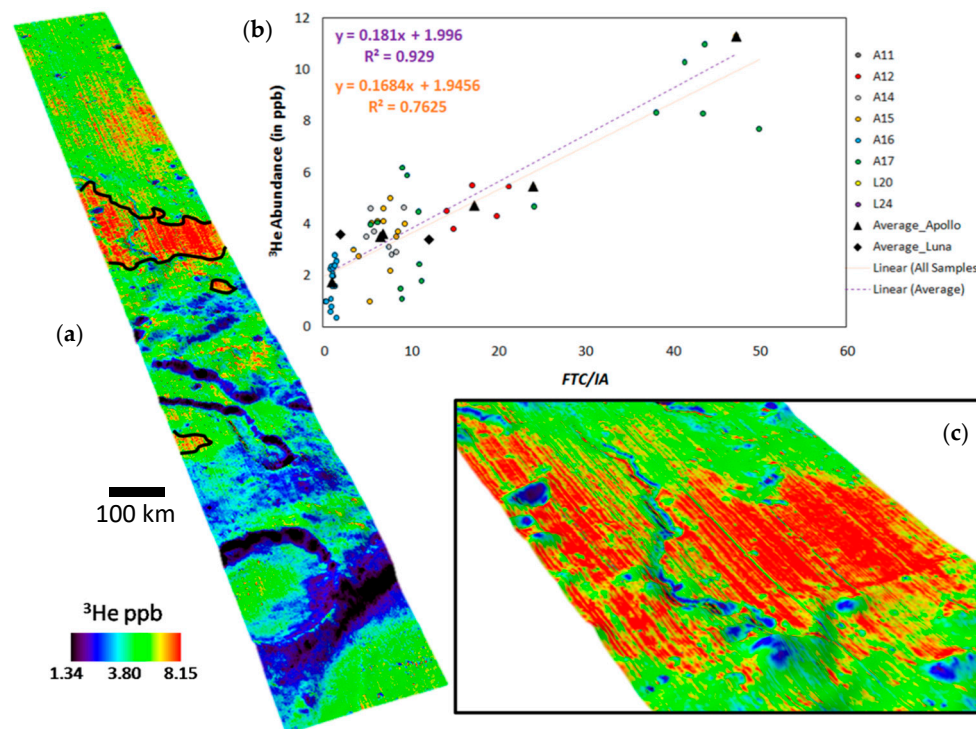 (b)
y = 0.181x + 1.996
R² = 0.929
y = 0.1684x + 1.9456
R² = 0.7625
³He Abundance (in ppb)
12
10
8
6
4
2
0
0
10
20
30
40
50
60
FTC/IA
A11
A12
A14
A15
A16
A17
L20
L24
Average_Apollo
Average_Luna
Linear (All Samples
Linear (Average)
(a)
100 km
³He ppb
1.34 3.80 8.15
(c)